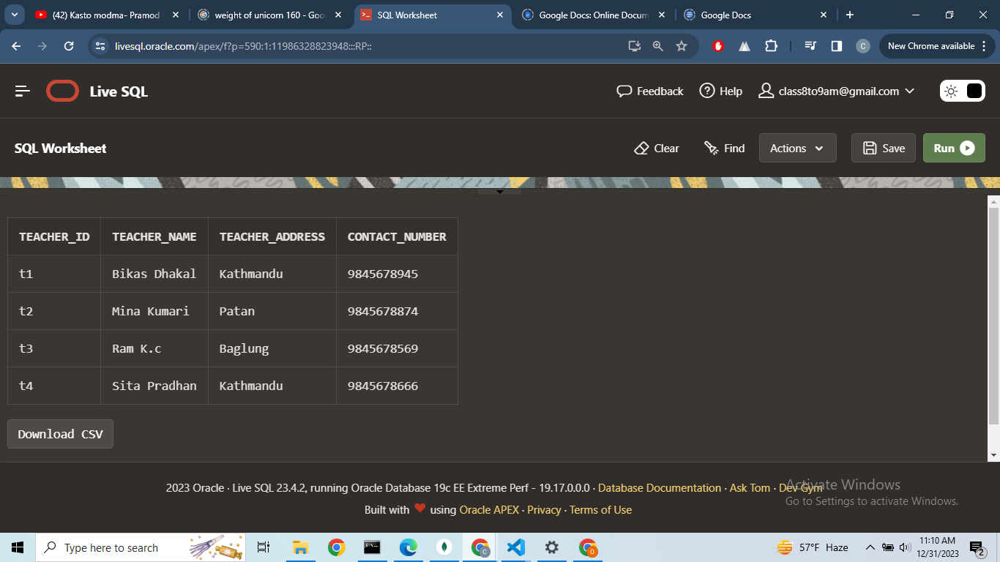 (42) Kasto modma- Pramod
weight of unicorn 160 - Goo
SQL Worksheet
Google Docs: Online Docum
Google Docs
livesql.oracle.com/apex/f?p=590:1:11986328823948:::RP::
C
New Chrome available
Live SQL
Feedback
Help
class8to9am@gmail.com
SQL Worksheet
Clear
Find
Actions
Save
Run
TEACHER_ID TEACHER_NAME TEACHER_ADDRESS CONTACT_NUMBER
t1 Bikas Dhakal Kathmandu 9845678945
t2 Mina Kumari Patan 9845678874
t3 Ram K.c Baglung 9845678569
t4 Sita Pradhan Kathmandu 9845678666
Download CSV
2023 Oracle · Live SQL 23.4.2, running Oracle Database 19c EE Extreme Perf - 19.17.0.0.0 · Database Documentation · Ask Tom · Dev Gym
Built with ❤ using Oracle APEX · Privacy · Terms of Use
Activate Windows
Go to Settings to activate Windows.
Type here to search
57°F Haze
11:10 AM
12/31/2023
2